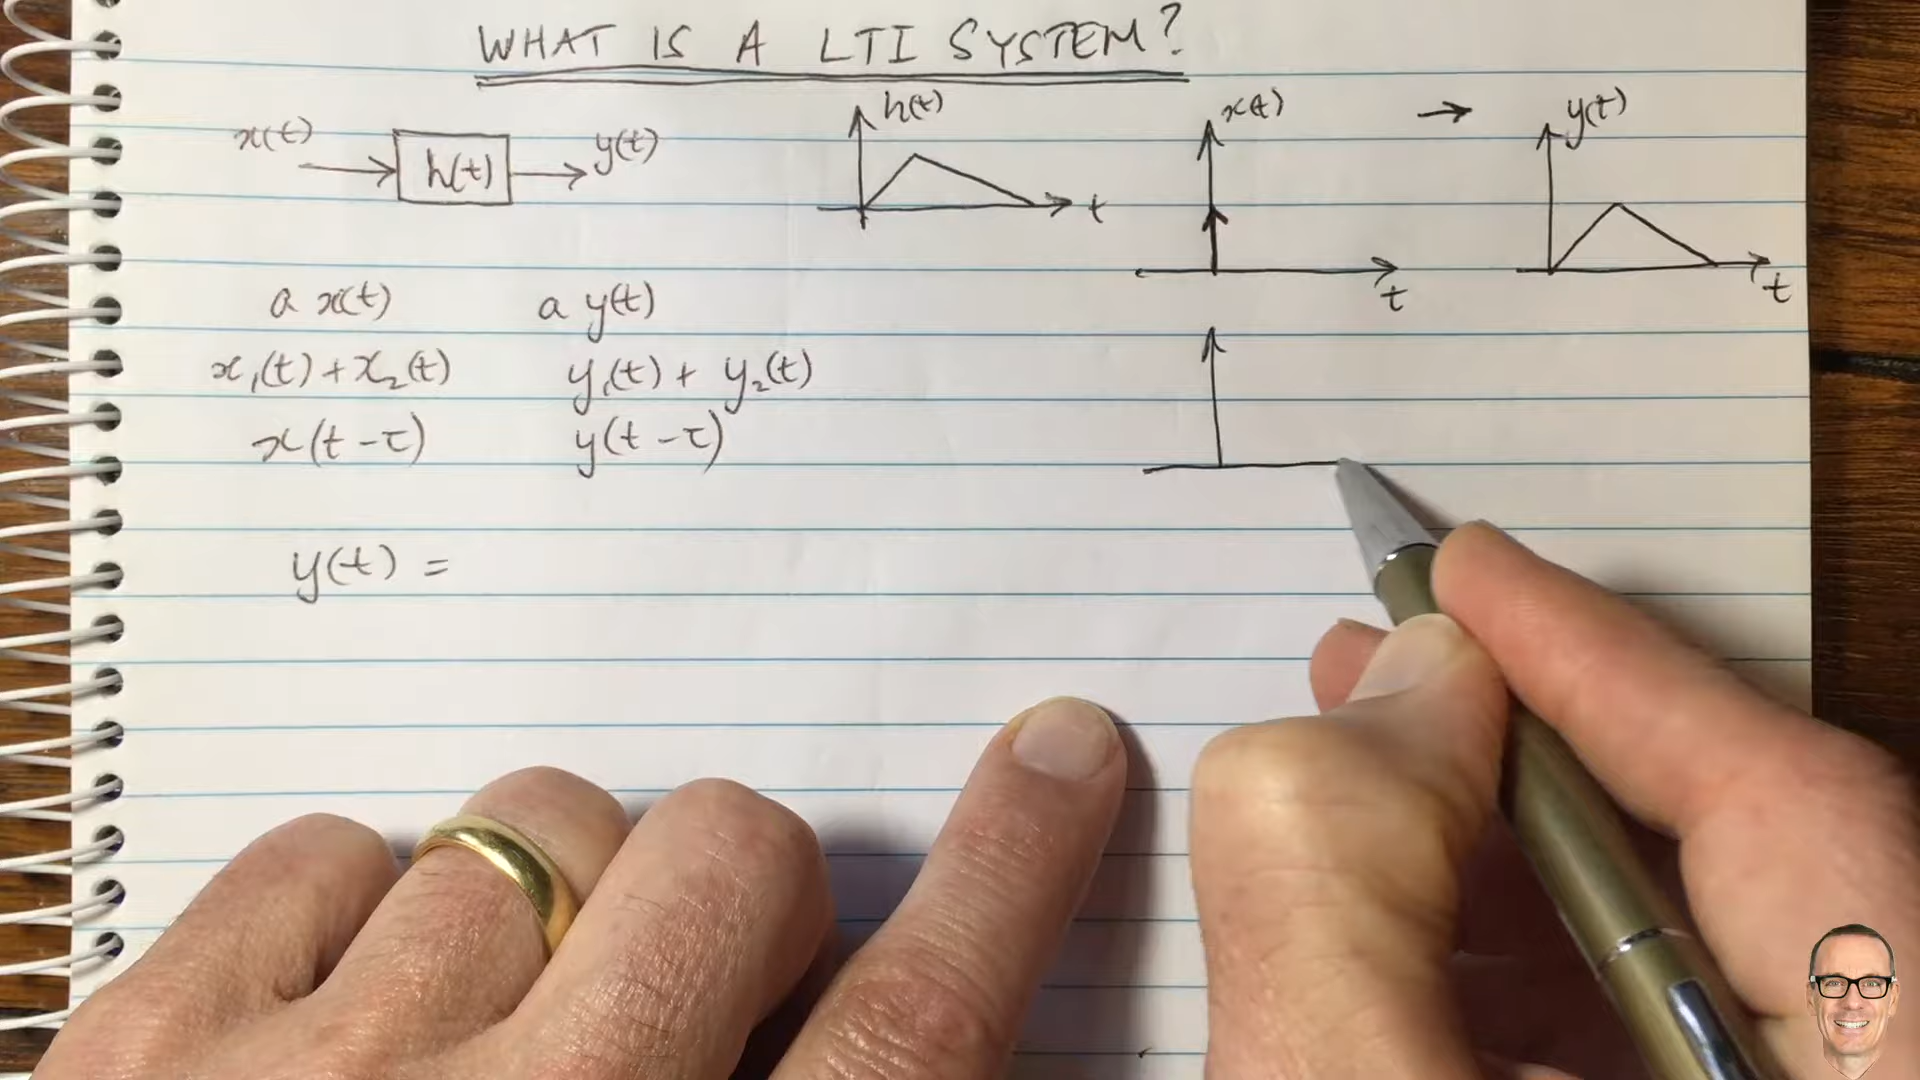 WHAT IS A LTI SYSTEM?
x(t) h(t) y(t)
h(t) t
x(t) t
y(t) t
a x(t) a y(t)
x₁(t) + x₂(t) y₁(t) + y₂(t)
x(t - τ) y(t - τ)
y(t) =